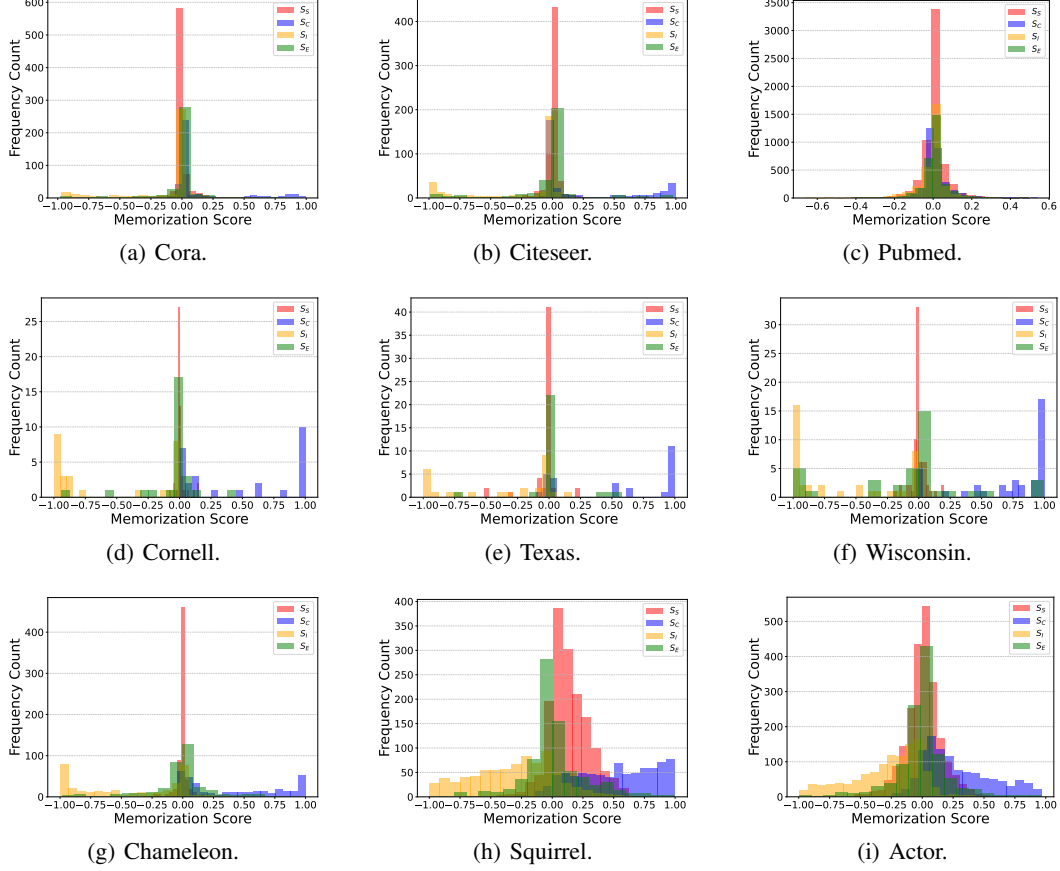 600
500
400
300
200
100
0
Frequency Count
−1.00−0.75−0.50−0.25 0.00 0.25 0.50 0.75 1.00
Memorization Score
S_S
S_C
S_I
S_E
(a) Cora.
400
300
200
100
0
Frequency Count
−1.00−0.75−0.50−0.25 0.00 0.25 0.50 0.75 1.00
Memorization Score
S_S
S_C
S_I
S_E
(b) Citeseer.
3500
3000
2500
2000
1500
1000
500
0
Frequency Count
−0.6 −0.4 −0.2 0.0 0.2 0.4 0.6
Memorization Score
S_S
S_C
S_I
S_E
(c) Pubmed.
25
20
15
10
5
0
Frequency Count
−1.00−0.75−0.50−0.25 0.00 0.25 0.50 0.75 1.00
Memorization Score
S_S
S_C
S_I
S_E
(d) Cornell.
40
35
30
25
20
15
10
5
0
Frequency Count
−1.00−0.75−0.50−0.25 0.00 0.25 0.50 0.75 1.00
Memorization Score
S_S
S_C
S_I
S_E
(e) Texas.
30
25
20
15
10
5
0
Frequency Count
−1.00−0.75−0.50−0.25 0.00 0.25 0.50 0.75 1.00
Memorization Score
S_S
S_C
S_I
S_E
(f) Wisconsin.
400
300
200
100
0
Frequency Count
−1.00−0.75−0.50−0.25 0.00 0.25 0.50 0.75 1.00
Memorization Score
S_S
S_C
S_I
S_E
(g) Chameleon.
400
350
300
250
200
150
100
50
0
Frequency Count
−1.00−0.75−0.50−0.25 0.00 0.25 0.50 0.75 1.00
Memorization Score
S_S
S_C
S_I
S_E
(h) Squirrel.
500
400
300
200
100
0
Frequency Count
−1.00−0.75−0.50−0.25 0.00 0.25 0.50 0.75 1.00
Memorization Score
S_S
S_C
S_I
S_E
(i) Actor.